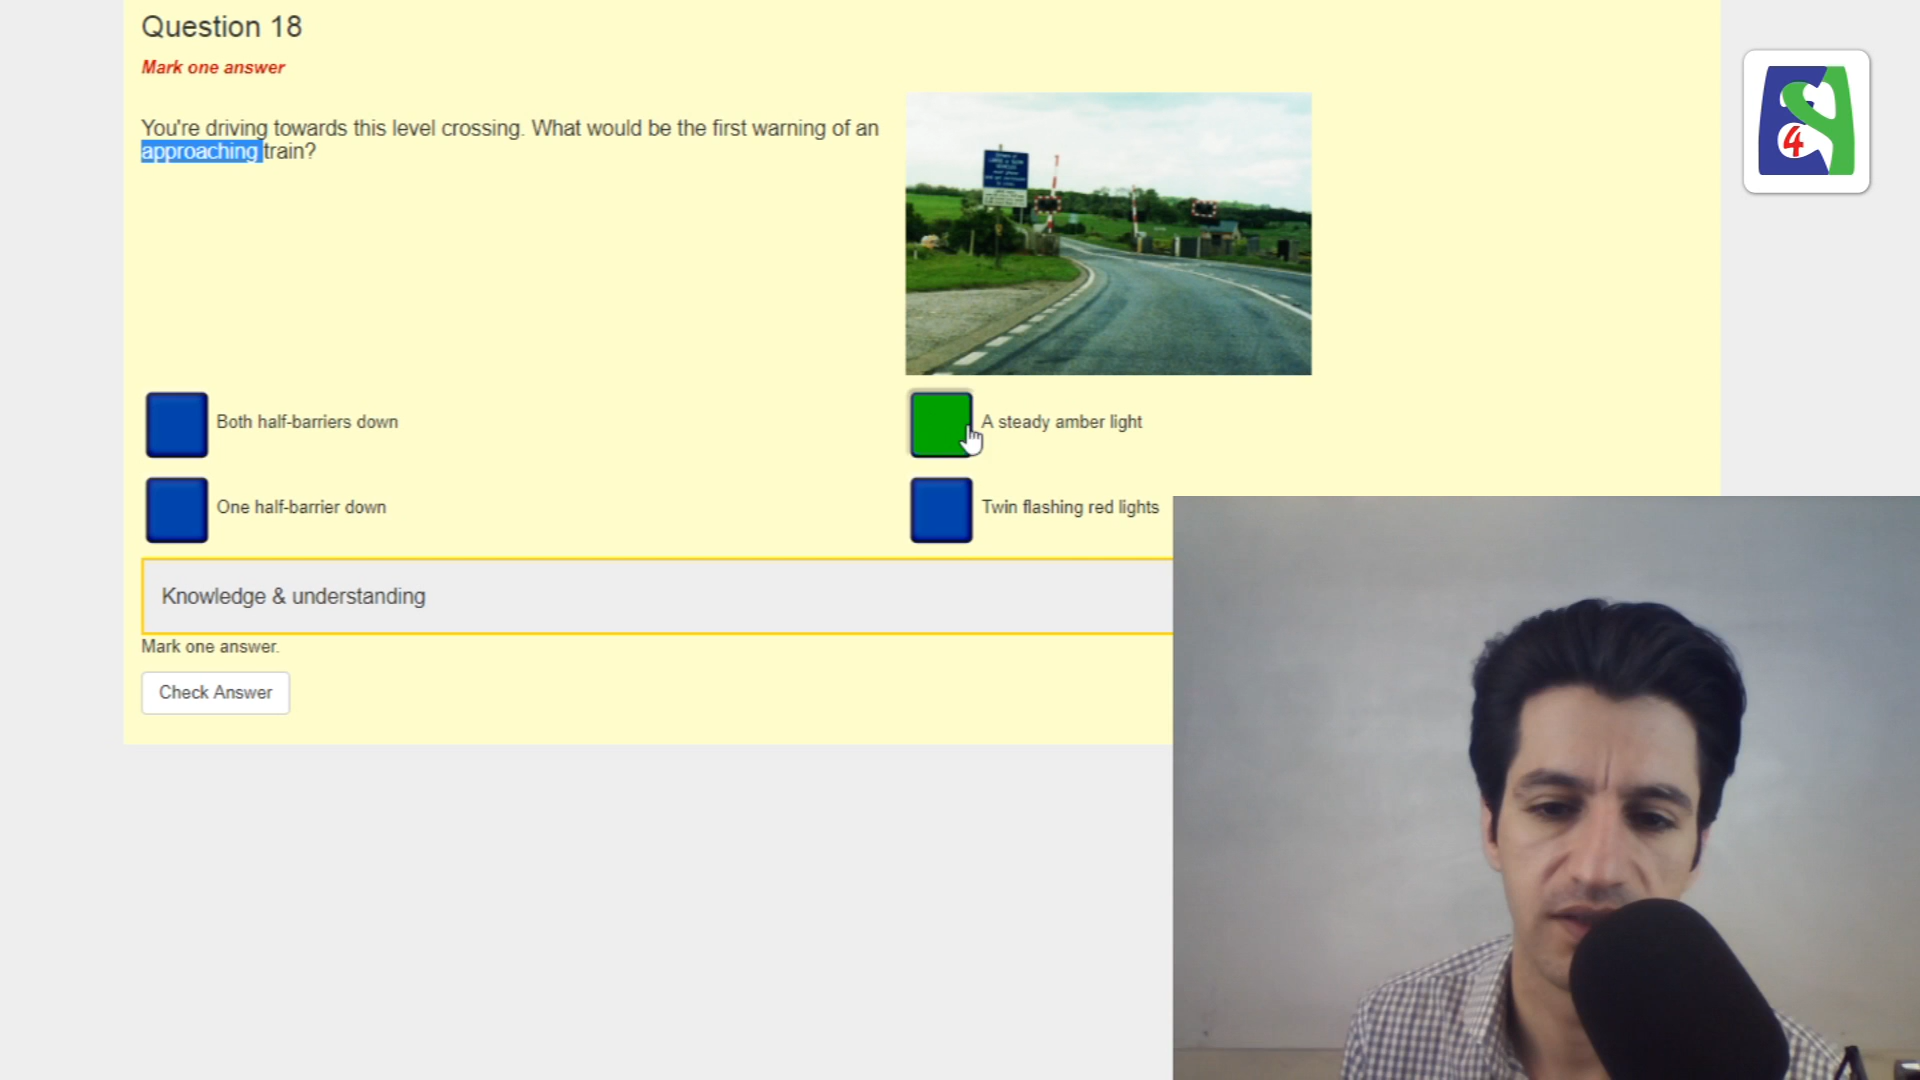 Question 18
Mark one answer
You're driving towards this level crossing. What would be the first warning of an
approaching train?
4
Both half-barriers down
A steady amber light
One half-barrier down
Twin flashing red lights
Knowledge & understanding
Mark one answer.
Check Answer